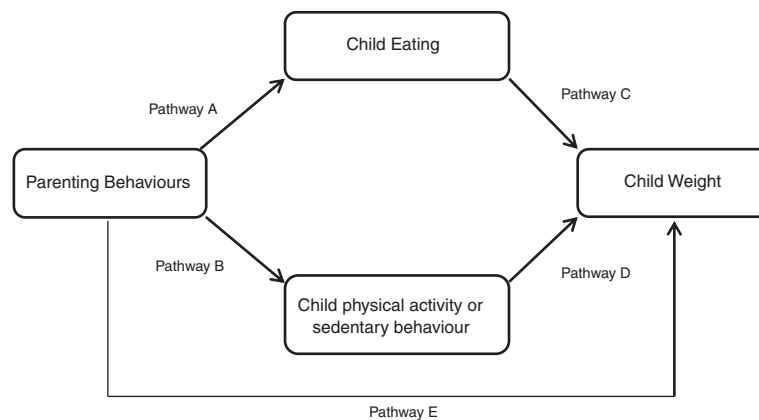 Child Eating
Pathway A
Pathway C
Parenting Behaviours
Child Weight
Pathway B
Pathway D
Child physical activity or
sedentary behaviour
Pathway E